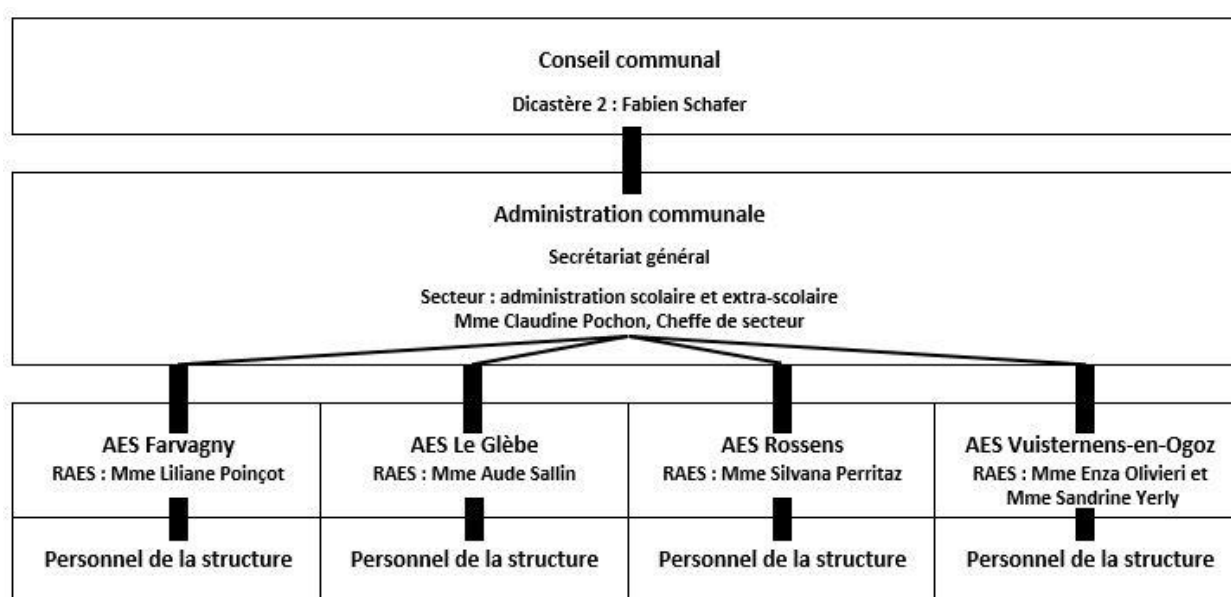 Conseil communal
Dicastère 2 : Fabien Schafer
Administration communale
Secrétariat général
Secteur : administration scolaire et extra-scolaire
Mme Claudine Pochon, Cheffe de secteur
AES Farvagny
RAES : Mme Liliane Poinçot
AES Le Glèbe
RAES : Mme Aude Sallin
AES Rossens
RAES : Mme Silvana Perritaz
AES Vuisternens-en-Ogoz
RAES : Mme Enza Olivieri et
Mme Sandrine Yerly
Personnel de la structure
Personnel de la structure
Personnel de la structure
Personnel de la structure